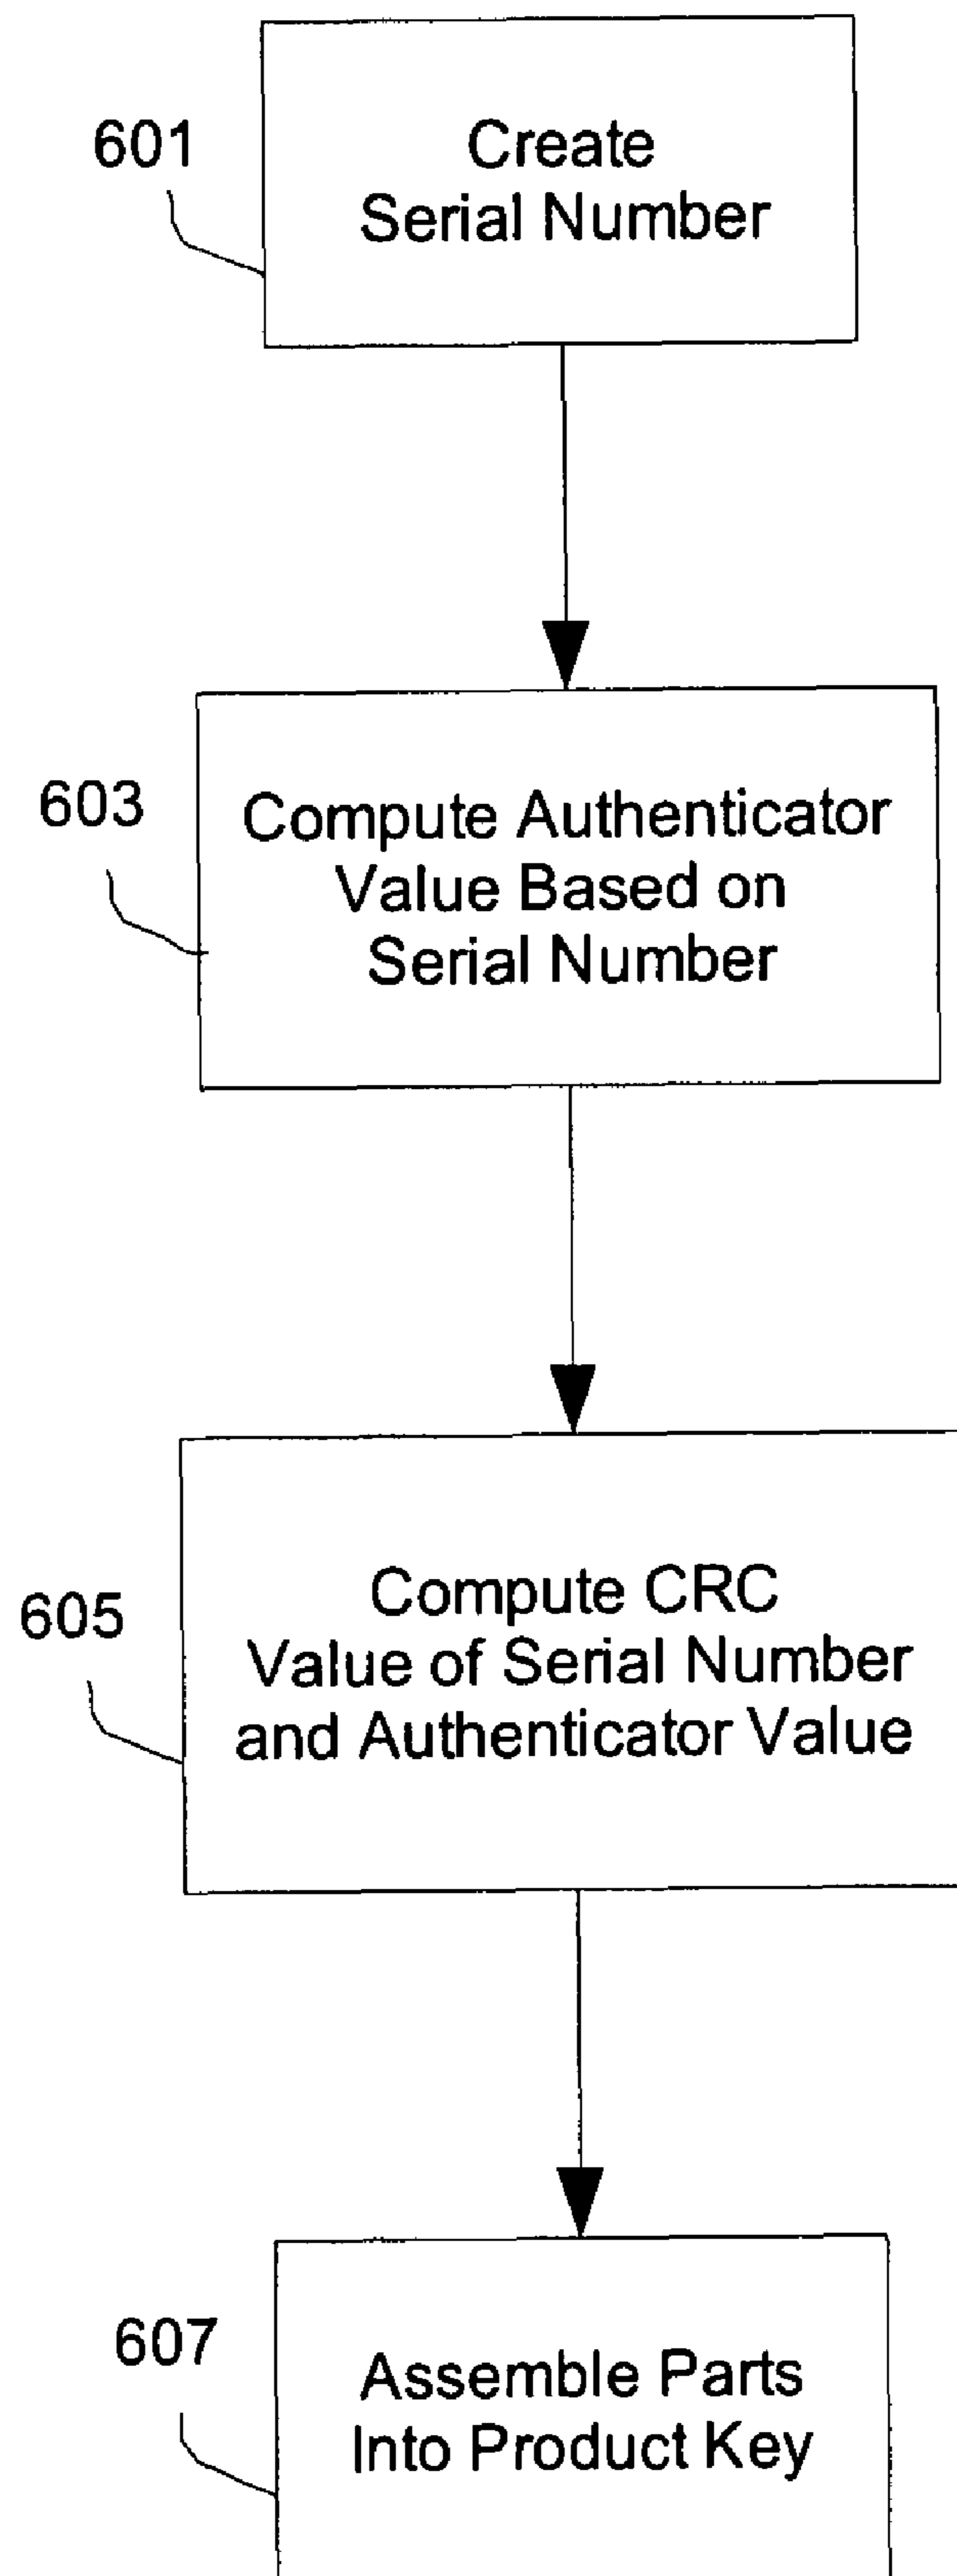 601
Create
Serial Number
603
Compute Authenticator
Value Based on
Serial Number
605
Compute CRC
Value of Serial Number
and Authenticator Value
607
Assemble Parts
Into Product Key